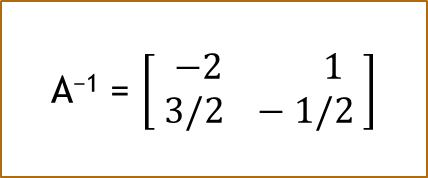 A⁻¹ = [ −2 1
3/2 − 1/2 ]